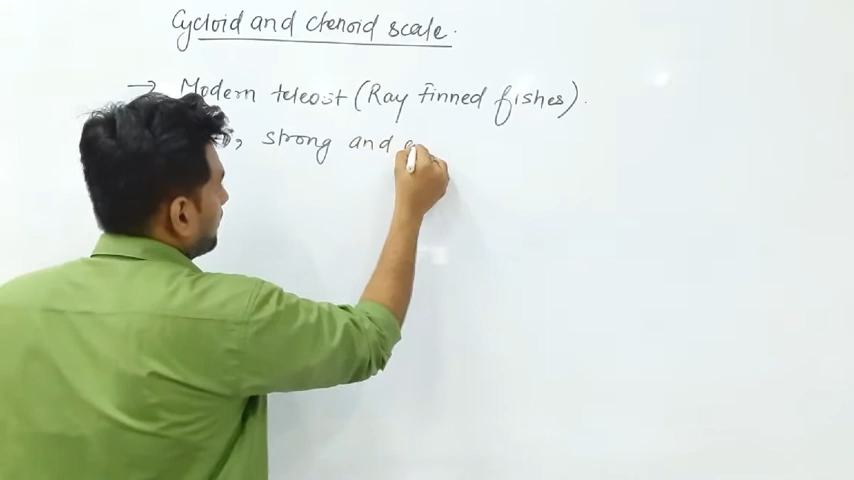 Cycloid and ctenoid scale.
→ Modern teleost (Ray finned fishes).
, strong and